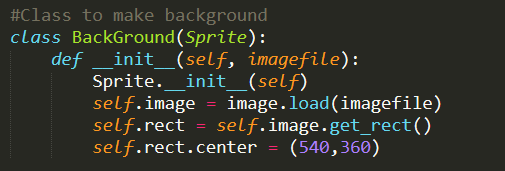 #Class to make background
class BackGround(Sprite):
    def __init__(self, imagefile):
        Sprite.__init__(self)
        self.image = image.load(imagefile)
        self.rect = self.image.get_rect()
        self.rect.center = (540,360)